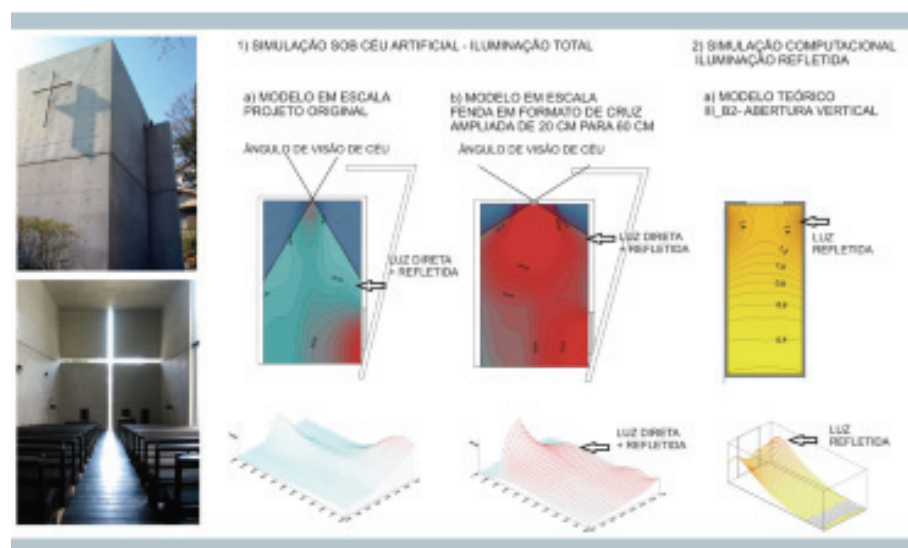 1) SIMULAÇÃO SOB CÉU ARTIFICIAL - ILUMINAÇÃO TOTAL
a) MODELO EM ESCALA
PROJETO ORIGINAL
ÂNGULO DE VISÃO DE CÉU
LUZ DIRETA
+ REFLETIDA
b) MODELO EM ESCALA
FENDA EM FORMATO DE CRUZ
AMPLIADA DE 20 CM PARA 60 CM
ÂNGULO DE VISÃO DE CÉU
LUZ DIRETA
+ REFLETIDA
LUZ DIRETA
+ REFLETIDA
2) SIMULAÇÃO COMPUTACIONAL
ILUMINAÇÃO REFLETIDA
a) MODELO TEÓRICO
III_B2- ABERTURA VERTICAL
LUZ
REFLETIDA
LUZ
REFLETIDA